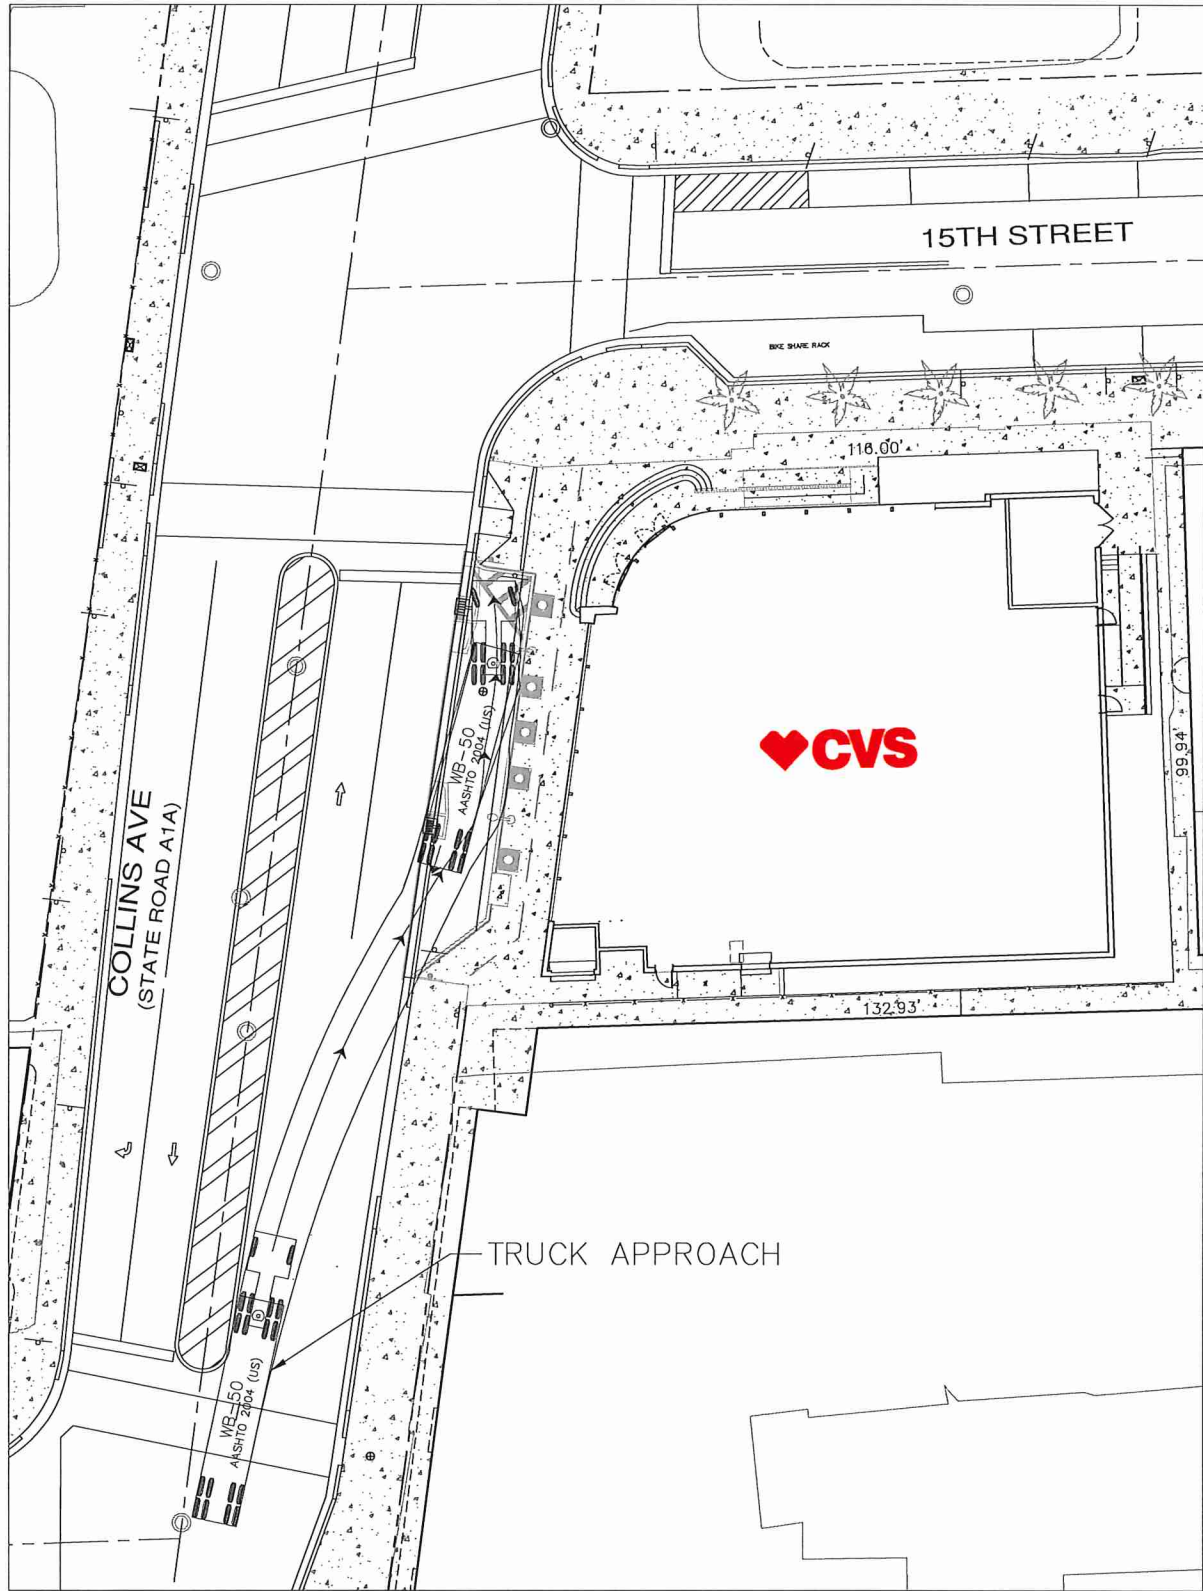 15TH STREET
BIKE SHARE RACK
116.00'
WB-50
AASHTO 2004 (US)
CVS
99.94'
COLLINS AVE
(STATE ROAD A1A)
132.93'
TRUCK APPROACH
WB-50
AASHTO 2004 (US)